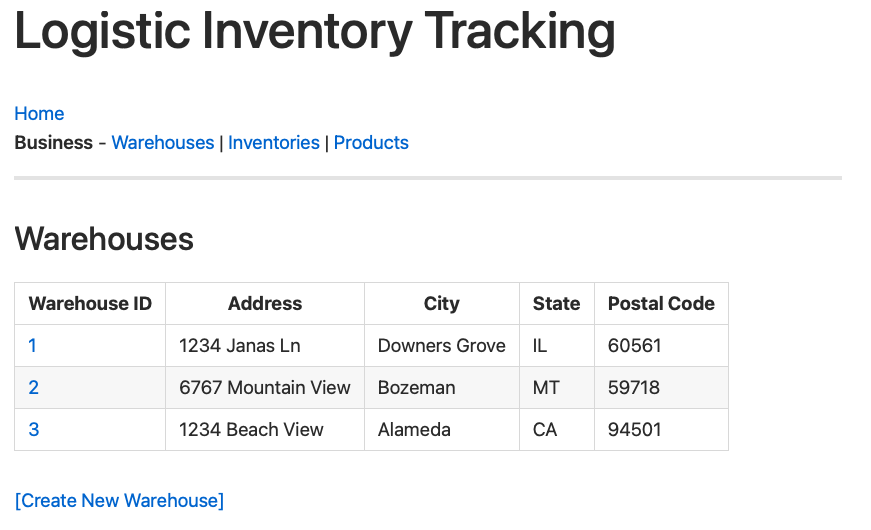 Logistic Inventory Tracking
Home
Business - Warehouses | Inventories | Products
Warehouses
Warehouse ID Address City State Postal Code
1 1234 Janas Ln Downers Grove IL 60561
2 6767 Mountain View Bozeman MT 59718
3 1234 Beach View Alameda CA 94501
[Create New Warehouse]